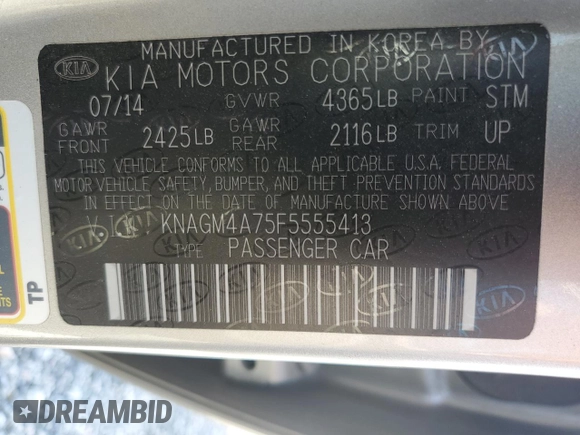 MANUFACTURED IN KOREA BY
KIA KIA MOTORS CORPORATION
07/14 GVWR 4365LB PAINT STM
GAWR FRONT 2425LB GAWR REAR 2116LB TRIM UP
THIS VEHICLE CONFORMS TO ALL APPLICABLE U.S.A. FEDERAL
MOTOR VEHICLE SAFETY, BUMPER, AND THEFT PREVENTION STANDARDS
IN EFFECT ON THE DATE OF MANUFACTURE SHOWN ABOVE
V I N KNAGM4A75F5555413
TYPE PASSENGER CAR
TP
DREAMBID